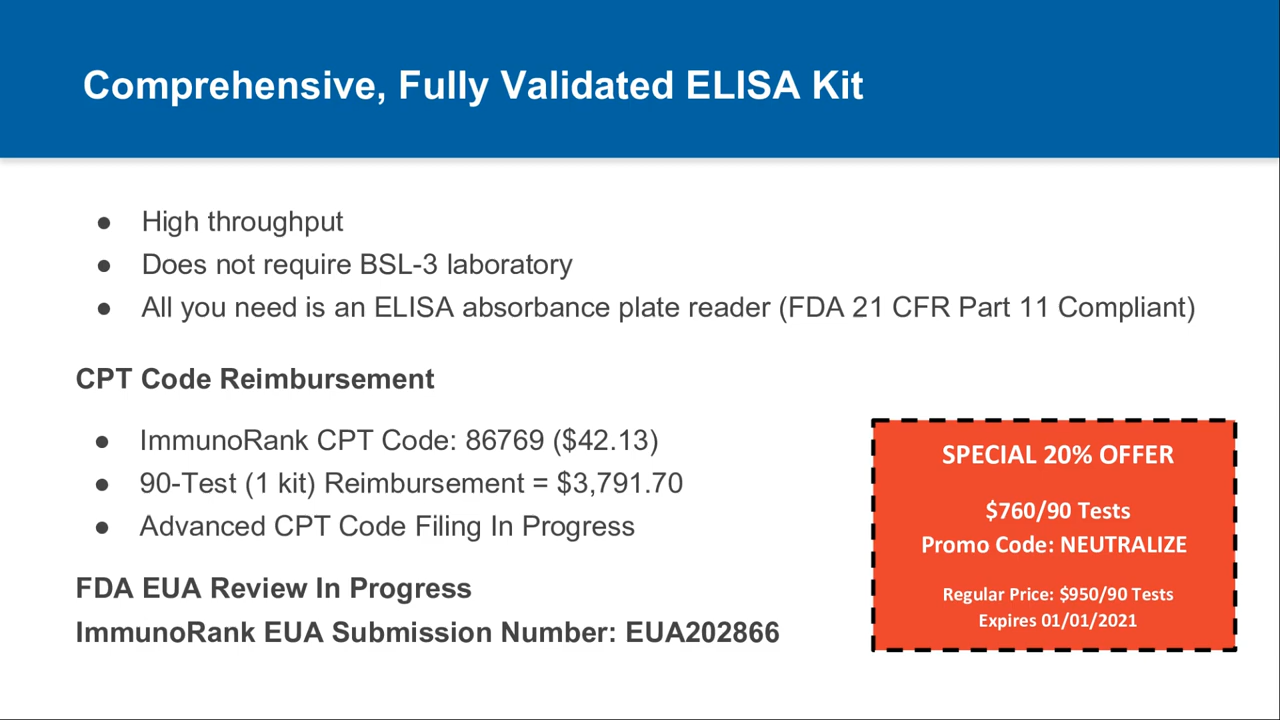 Comprehensive, Fully Validated ELISA Kit
● High throughput
● Does not require BSL-3 laboratory
● All you need is an ELISA absorbance plate reader (FDA 21 CFR Part 11 Compliant)
CPT Code Reimbursement
● ImmunoRank CPT Code: 86769 ($42.13)
● 90-Test (1 kit) Reimbursement = $3,791.70
● Advanced CPT Code Filing In Progress
FDA EUA Review In Progress
ImmunoRank EUA Submission Number: EUA202866
SPECIAL 20% OFFER
$760/90 Tests
Promo Code: NEUTRALIZE
Regular Price: $950/90 Tests
Expires 01/01/2021